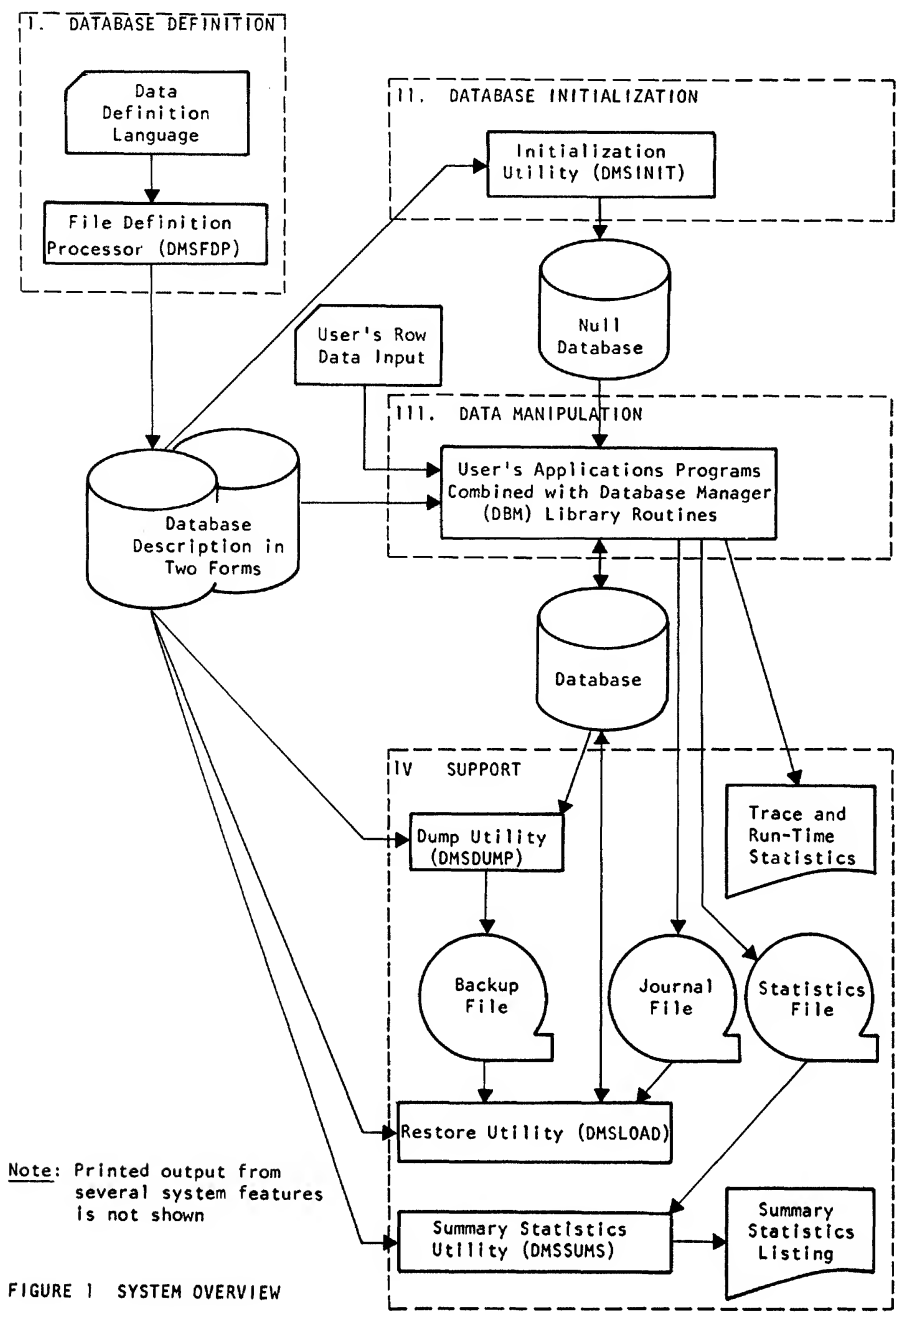 I. DATABASE DEFINITION
Data
Definition
Language
File Definition
Processor (DMSFDP)
II. DATABASE INITIALIZATION
Initialization
Utility (DMSINIT)
Null
Database
User's Row
Data Input
III. DATA MANIPULATION
User's Applications Programs
Combined with Database Manager
(DBM) Library Routines
Database
Description in
Two Forms
Database
IV SUPPORT
Dump Utility
(DMSDUMP)
Trace and
Run-Time
Statistics
Backup
File
Journal
File
Statistics
File
Restore Utility (DMSLOAD)
Summary Statistics
Utility (DMSSUMS)
Summary
Statistics
Listing
Note: Printed output from
several system features
is not shown
FIGURE 1 SYSTEM OVERVIEW